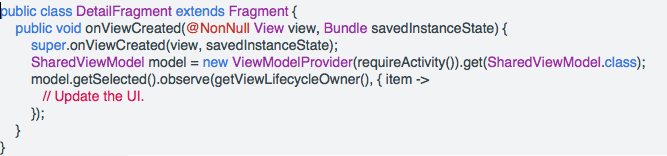 public class DetailFragment extends Fragment {
public void onViewCreated(@NonNull View view, Bundle savedInstanceState) {
super.onViewCreated(view, savedInstanceState);
SharedViewModel model = new ViewModelProvider(requireActivity()).get(SharedViewModel.class);
model.getSelected().observe(getViewLifecycleOwner(), { item ->
// Update the UI.
});
}
}